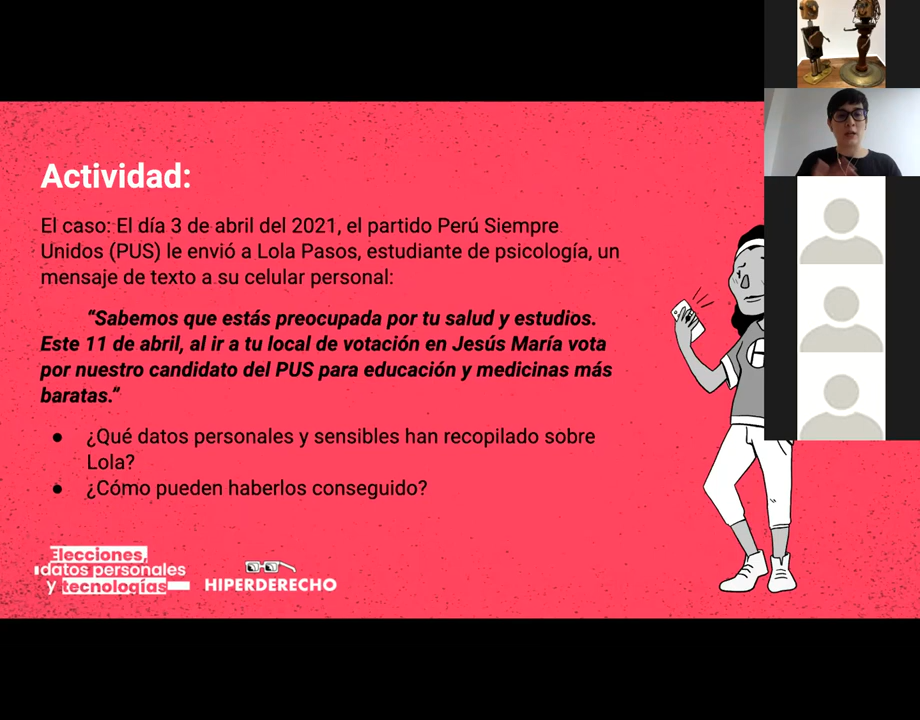 Actividad:
El caso: El día 3 de abril del 2021, el partido Perú Siempre
Unidos (PUS) le envió a Lola Pasos, estudiante de psicología, un
mensaje de texto a su celular personal:
“Sabemos que estás preocupada por tu salud y estudios.
Este 11 de abril, al ir a tu local de votación en Jesús María vota
por nuestro candidato del PUS para educación y medicinas más
baratas.“
● ¿Qué datos personales y sensibles han recopilado sobre
Lola?
● ¿Cómo pueden haberlos conseguido?
Elecciones,
datos personales
y tecnologías
HIPERDERECHO